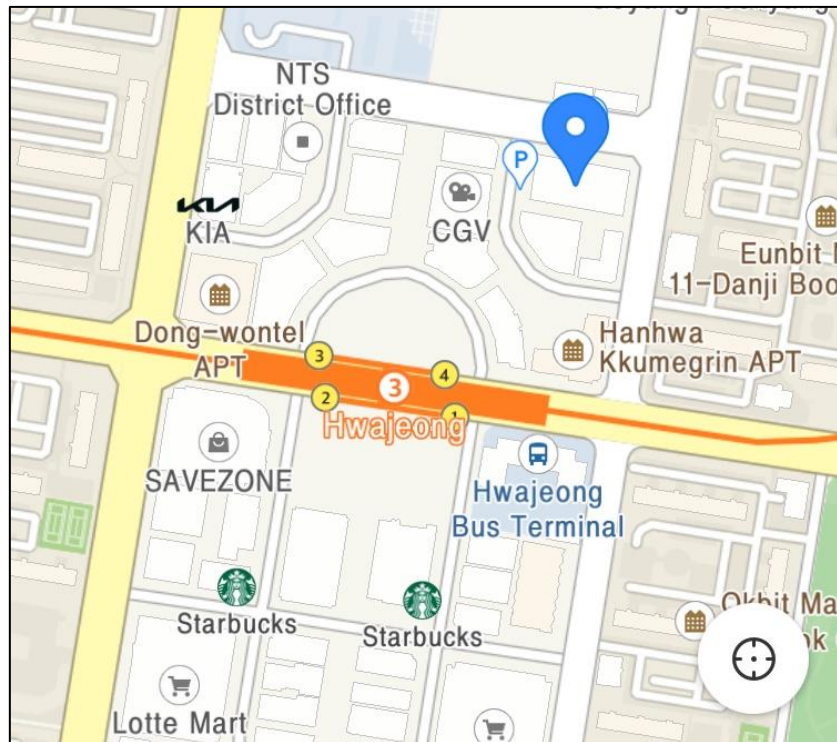 NTS
District Office
P
KIA
CGV
Eunbit
11-Danji
Dong-wontel
APT
Hanhwa
Kkumegrin APT
3
4
3
2
1
Hwajeong
SAVEZONE
Hwajeong
Bus Terminal
Starbucks
Starbucks
Okbit
Lotte Mart